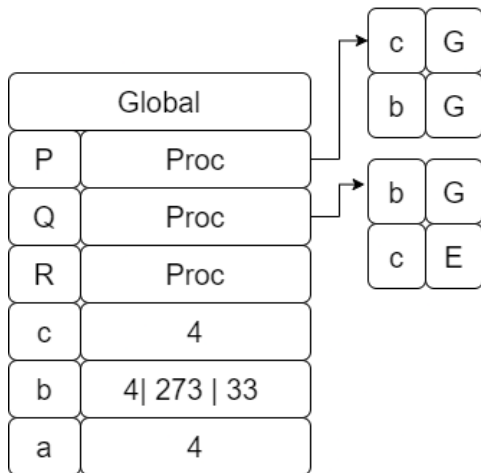 Global
P Proc
Q Proc
R Proc
c 4
b 4| 273 | 33
a 4
c G
b G
b G
c E